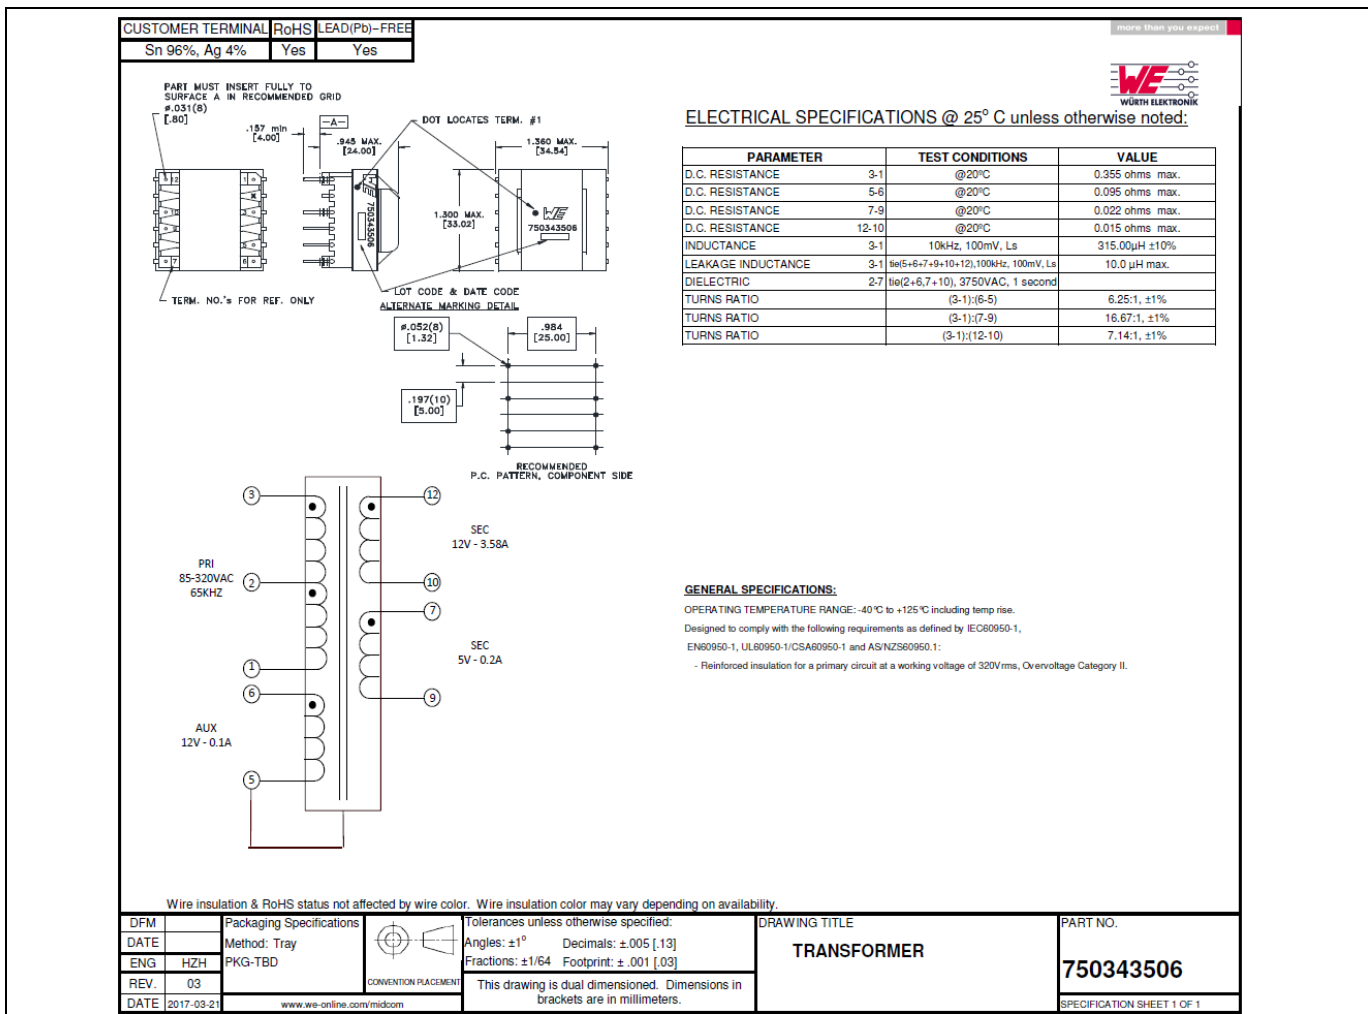 CUSTOMER TERMINAL RoHS LEAD(Pb)-FREE
Sn 96%, Ag 4% Yes Yes
more than you expect
WE
WÜRTH ELEKTRONIK
PART MUST INSERT FULLY TO
SURFACE A IN RECOMMENDED GRID
ø.031(8)
[.80]
.157 min
[4.00]
-A-
.945 MAX.
[24.00]
DOT LOCATES TERM. #1
1.360 MAX.
[34.54]
1.300 MAX.
[33.02]
12
1
7
6
WE 750343506
WE
750343506
TERM. NO.'s FOR REF. ONLY
LOT CODE & DATE CODE
ALTERNATE MARKING DETAIL
ø.052(8)
[1.32]
.984
[25.00]
.197(10)
[5.00]
RECOMMENDED
P.C. PATTERN, COMPONENT SIDE
ELECTRICAL SPECIFICATIONS @ 25° C unless otherwise noted:
PARAMETER TEST CONDITIONS VALUE
D.C. RESISTANCE 3-1 @20ºC 0.355 ohms max.
D.C. RESISTANCE 5-6 @20ºC 0.095 ohms max.
D.C. RESISTANCE 7-9 @20ºC 0.022 ohms max.
D.C. RESISTANCE 12-10 @20ºC 0.015 ohms max.
INDUCTANCE 3-1 10kHz, 100mV, Ls 315.00µH ±10%
LEAKAGE INDUCTANCE 3-1 tie(5+6+7+9+10+12),100kHz, 100mV, Ls 10.0 µH max.
DIELECTRIC 2-7 tie(2+6,7+10), 3750VAC, 1 second
TURNS RATIO (3-1):(6-5) 6.25:1, ±1%
TURNS RATIO (3-1):(7-9) 16.67:1, ±1%
TURNS RATIO (3-1):(12-10) 7.14:1, ±1%
3
12
SEC
12V - 3.58A
PRI
85-320VAC
65KHZ
2
10
7
SEC
5V - 0.2A
1
6
9
AUX
12V - 0.1A
5
GENERAL SPECIFICATIONS:
OPERATING TEMPERATURE RANGE: -40ºC to +125ºC including temp rise.
Designed to comply with the following requirements as defined by IEC60950-1,
EN60950-1, UL60950-1/CSA60950-1 and AS/NZS60950.1:
- Reinforced insulation for a primary circuit at a working voltage of 320Vrms, Overvoltage Category II.
Wire insulation & RoHS status not affected by wire color. Wire insulation color may vary depending on availability.
DFM
DATE
ENG HZH
REV. 03
DATE 2017-03-21
Packaging Specifications
Method: Tray
PKG-TBD
www.we-online.com/midcom
CONVENTION PLACEMENT
Tolerances unless otherwise specified:
Angles: ±1° Decimals: ±.005 [.13]
Fractions: ±1/64 Footprint: ± .001 [.03]
This drawing is dual dimensioned. Dimensions in
brackets are in millimeters.
DRAWING TITLE
TRANSFORMER
PART NO.
750343506
SPECIFICATION SHEET 1 OF 1